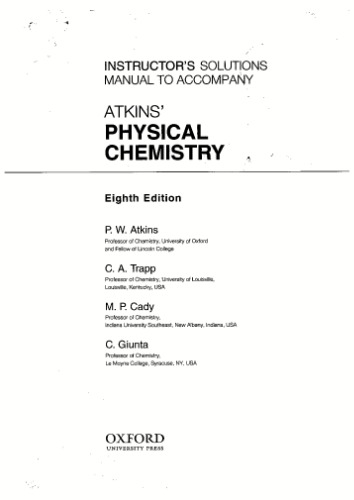 INSTRUCTOR'S SOLUTIONS
MANUAL TO ACCOMPANY
ATKINS'
PHYSICAL
CHEMISTRY
Eighth Edition
P. W. Atkins
Professor of Chemistry, University of Oxford
and Fellow of Lincoln College
C. A. Trapp
Professor of Chemistry, University of Louisville,
Louisville, Kentucky, USA
M. P. Cady
Professor of Chemistry,
Indiana University Southeast, New Albany, Indiana, USA
C. Giunta
Professor of Chemistry,
Le Moyne College, Syracuse, NY, USA
OXFORD
UNIVERSITY PRESS